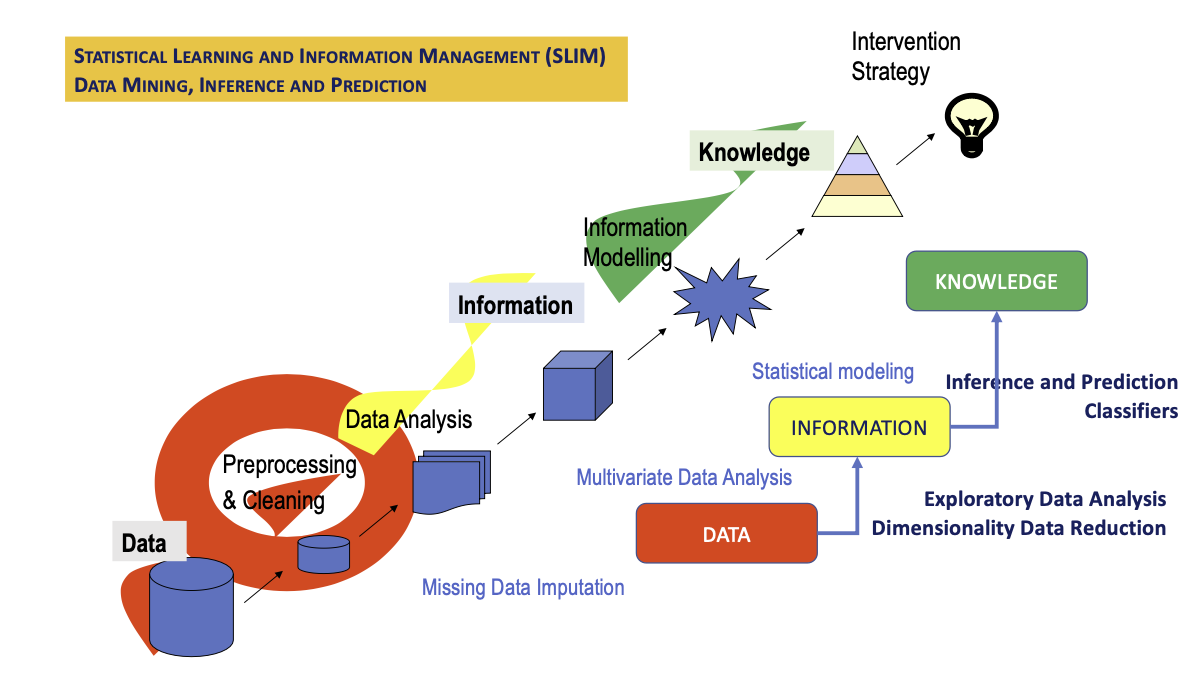 STATISTICAL LEARNING AND INFORMATION MANAGEMENT (SLIM)
DATA MINING, INFERENCE AND PREDICTION
Intervention
Strategy
Knowledge
Information
Modelling
Information
Data Analysis
Preprocessing
& Cleaning
Data
KNOWLEDGE
Statistical modeling
Inference and Prediction
Classifiers
INFORMATION
Multivariate Data Analysis
Exploratory Data Analysis
Dimensionality Data Reduction
DATA
Missing Data Imputation